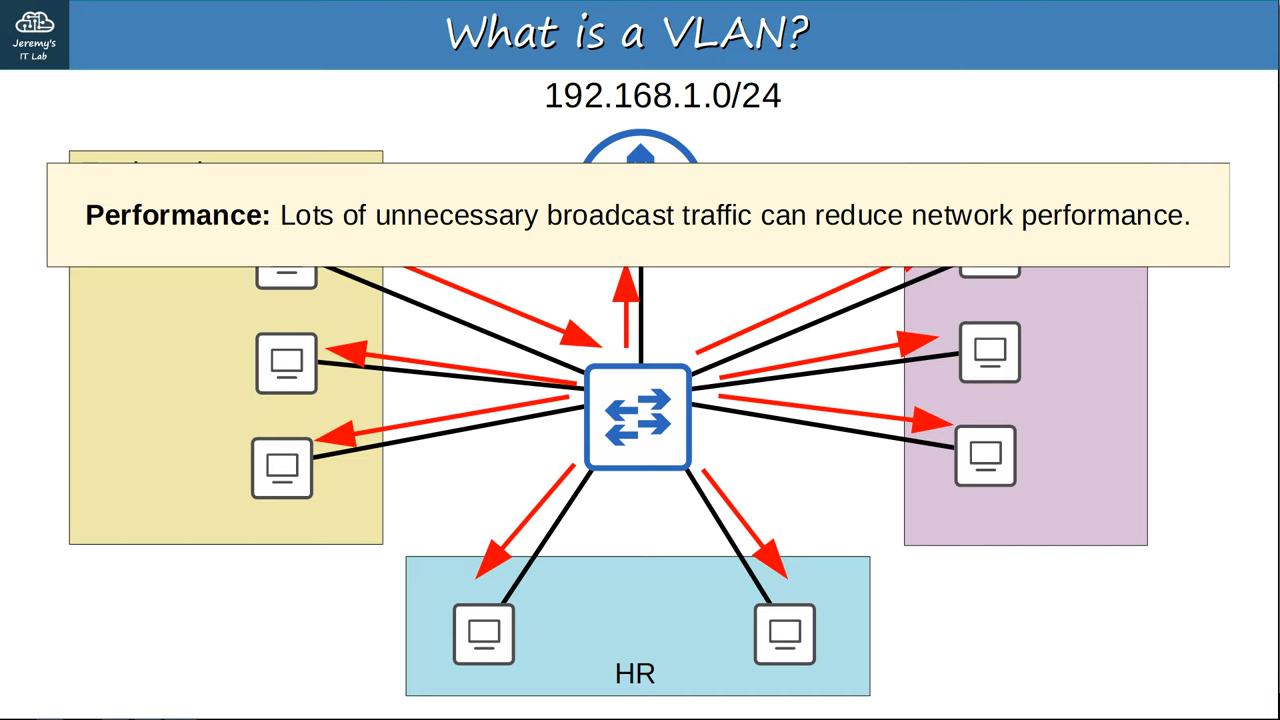 Jeremy's
IT Lab
What is a VLAN?
192.168.1.0/24
Performance: Lots of unnecessary broadcast traffic can reduce network performance.
HR